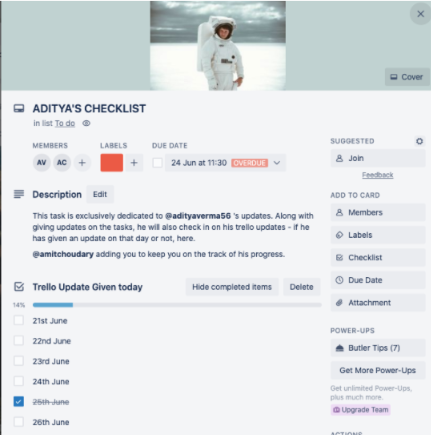 Cover
ADITYA'S CHECKLIST
in list To do
MEMBERS
LABELS
DUE DATE
AV AC +
+
24 Jun at 11:30 OVERDUE
Description Edit
This task is exclusively dedicated to @adityaverma56 's updates. Along with
giving updates on the tasks, he will also check in on his trello updates - if he
has given an update on that day or not, here.
@amitchoudary adding you to keep you on the track of his progress.
Trello Update Given today
Hide completed items
Delete
14%
21st June
22nd June
23rd June
24th June
25th June
26th June
SUGGESTED
Join
Feedback
ADD TO CARD
Members
Labels
Checklist
Due Date
Attachment
POWER-UPS
Butler Tips (7)
Get More Power-Ups
Get unlimited Power-Ups,
plus much more.
Upgrade Team
ACTIONS